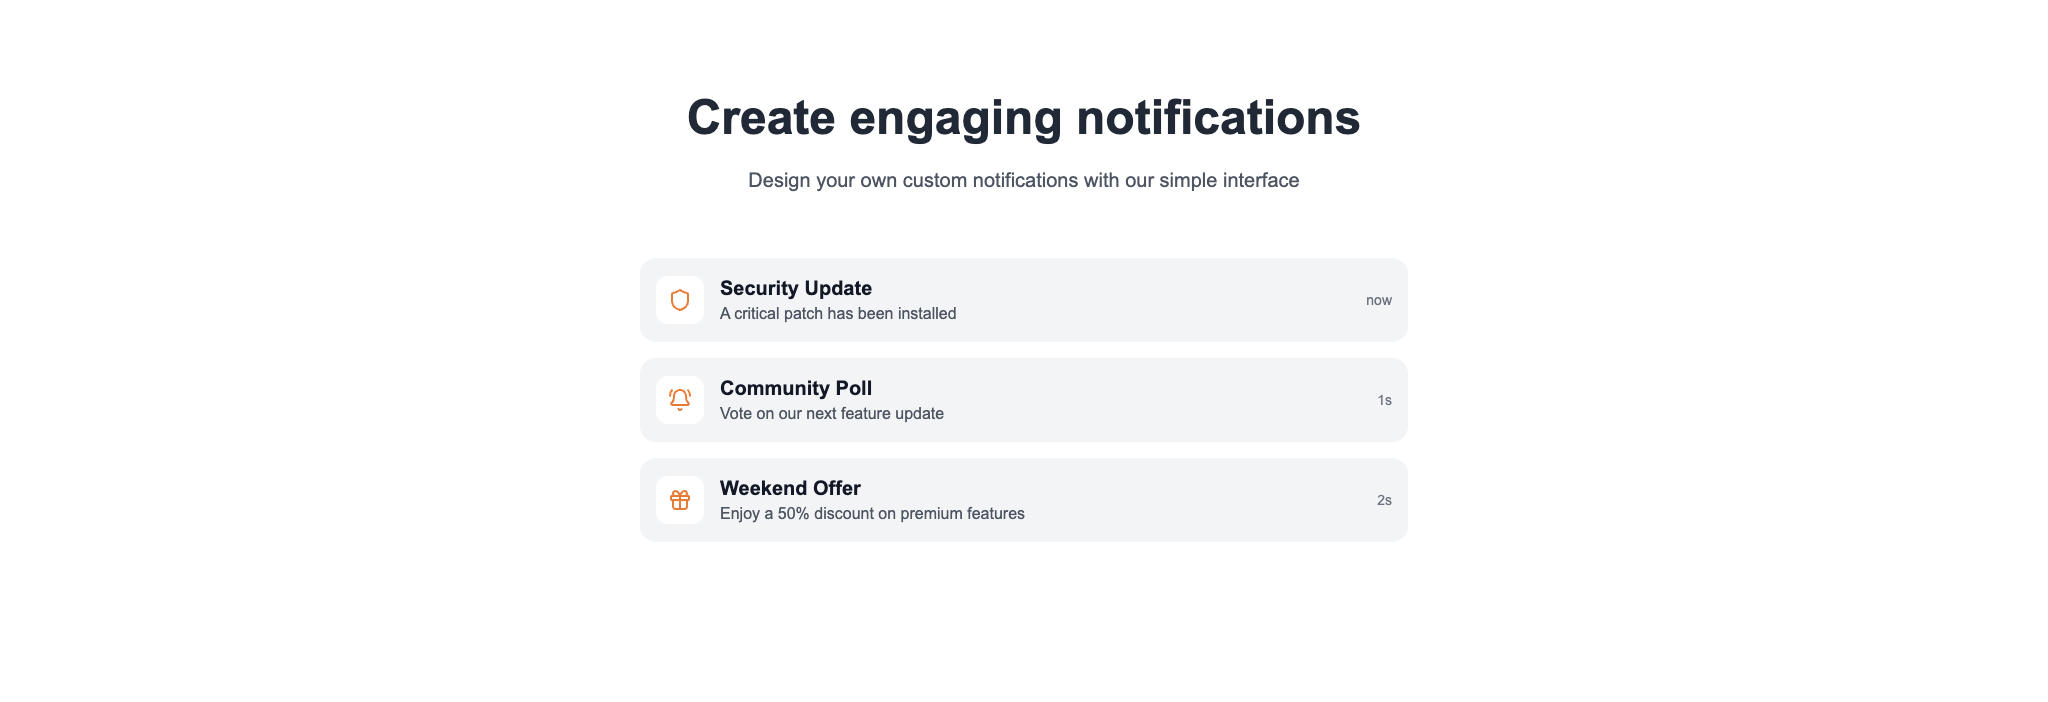 Create engaging notifications
Design your own custom notifications with our simple interface
Security Update
A critical patch has been installed
now
Community Poll
Vote on our next feature update
1s
Weekend Offer
Enjoy a 50% discount on premium features
2s